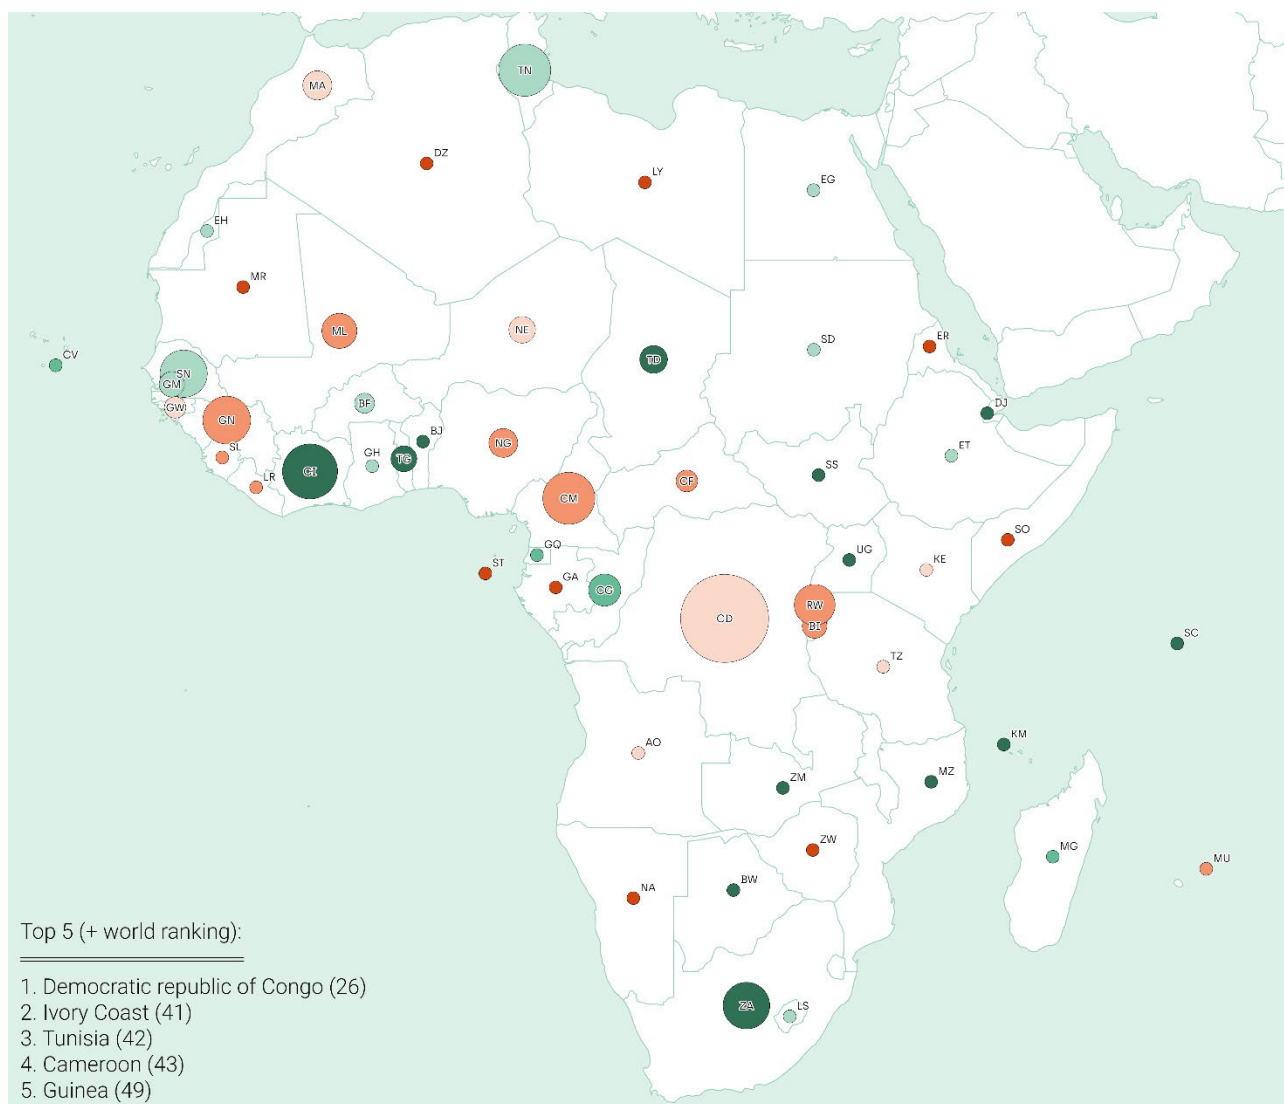 TN
MA
DZ
LY
EG
EH
MR
ML
NE
TD
SD
ER
CV
SN
GM
GW
GN
BF
DJ
SL
LR
CI
GH
TG
BJ
NG
CM
CF
SS
ET
SO
ST
GQ
GA
CG
CD
UG
KE
RW
BI
TZ
SC
AO
KM
ZM
MZ
ZW
MG
MU
NA
BW
ZA
LS
Top 5 (+ world ranking):
1. Democratic republic of Congo (26)
2. Ivory Coast (41)
3. Tunisia (42)
4. Cameroon (43)
5. Guinea (49)